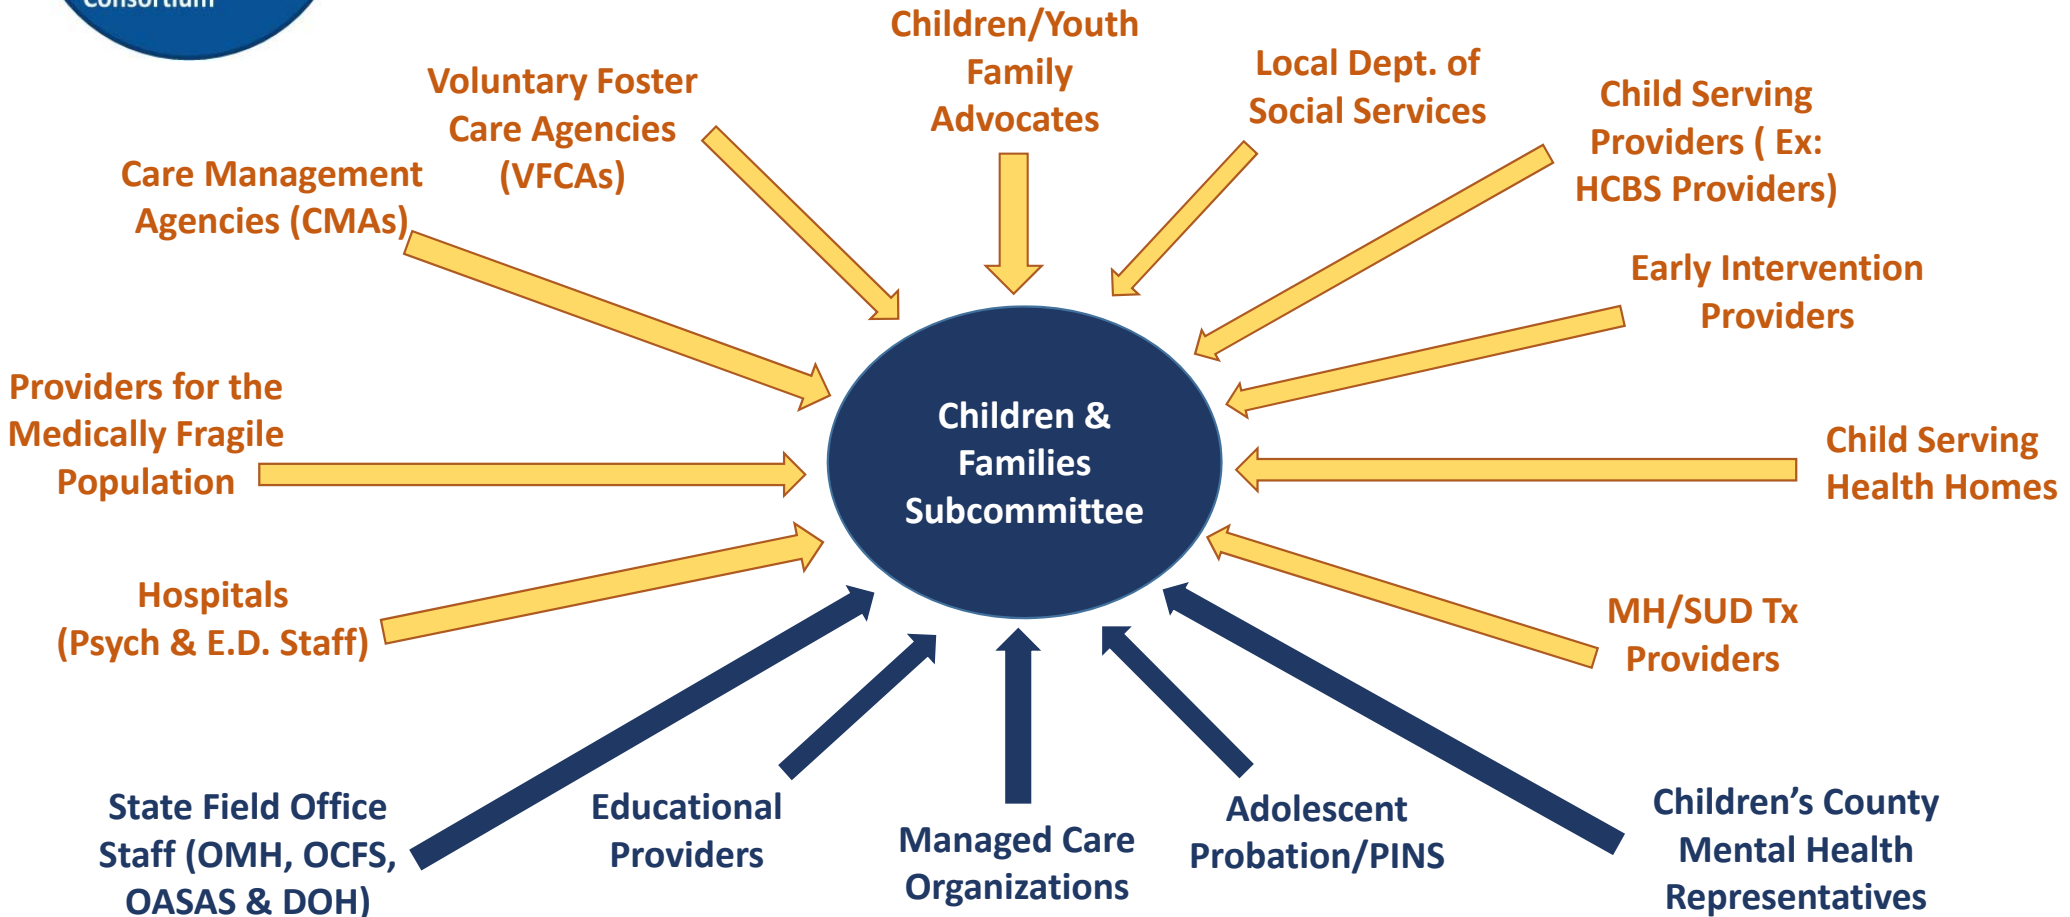 Consortium
Children/Youth
Family
Advocates
Local Dept. of
Social Services
Voluntary Foster
Care Agencies
(VFCAs)
Child Serving
Providers ( Ex:
HCBS Providers)
Care Management
Agencies (CMAs)
Early Intervention
Providers
Providers for the
Medically Fragile
Population
Children &
Families
Subcommittee
Child Serving
Health Homes
Hospitals
(Psych & E.D. Staff)
MH/SUD Tx
Providers
State Field Office
Staff (OMH, OCFS,
OASAS & DOH)
Educational
Providers
Managed Care
Organizations
Adolescent
Probation/PINS
Children’s County
Mental Health
Representatives